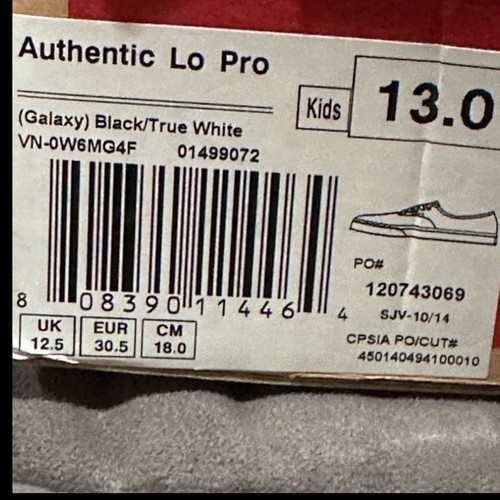 Authentic Lo Pro
Kids 13.0
(Galaxy) Black/True White
VN-0W6MG4F 01499072
8 08390 11446 4
PO#
120743069
SJV-10/14
CPSIA PO/CUT#
450140494100010
UK EUR CM
12.5 30.5 18.0